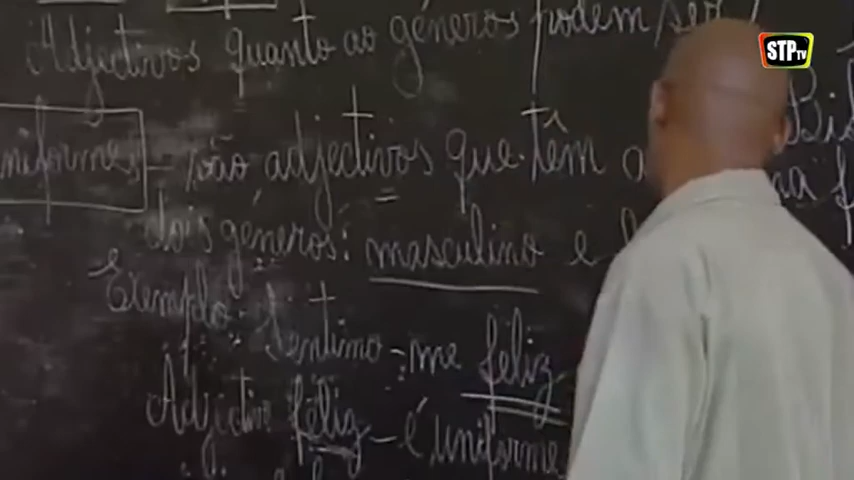 Adjectivos quanto ao géneros podem ser
STP TV
uniformes - são adjectivos que têm a
dois géneros: masculino e
Exemplo: Sentimo-me feliz
Adjectivo feliz - é uniforme